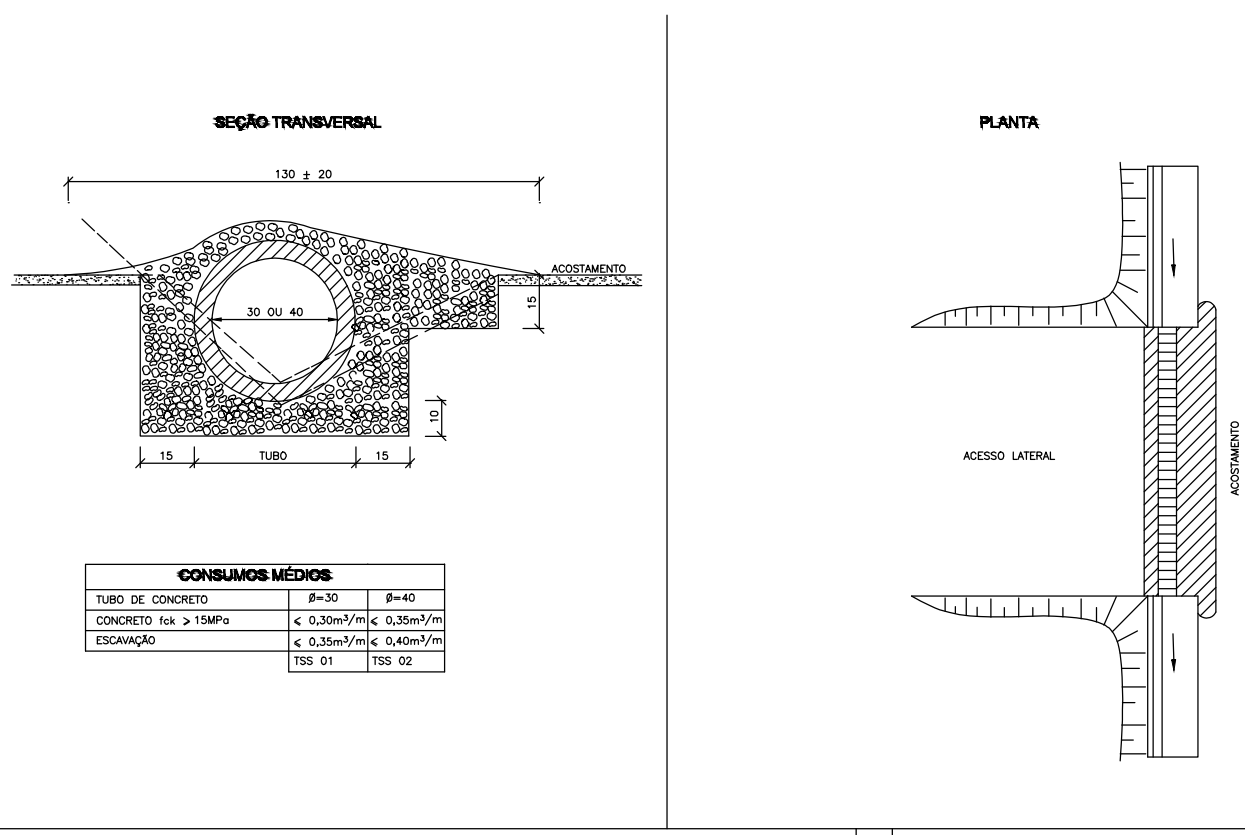 SEÇÃO TRANSVERSAL
130 ± 20
ACOSTAMENTO
30 OU 40
15
10
15 TUBO 15
CONSUMOS MÉDIOS
TUBO DE CONCRETO Ø=30 Ø=40
CONCRETO fck > 15MPa ≤ 0,30m³/m ≤ 0,35m³/m
ESCAVAÇÃO ≤ 0,35m³/m ≤ 0,40m³/m
TSS 01 TSS 02
PLANTA
ACESSO LATERAL
ACOSTAMENTO